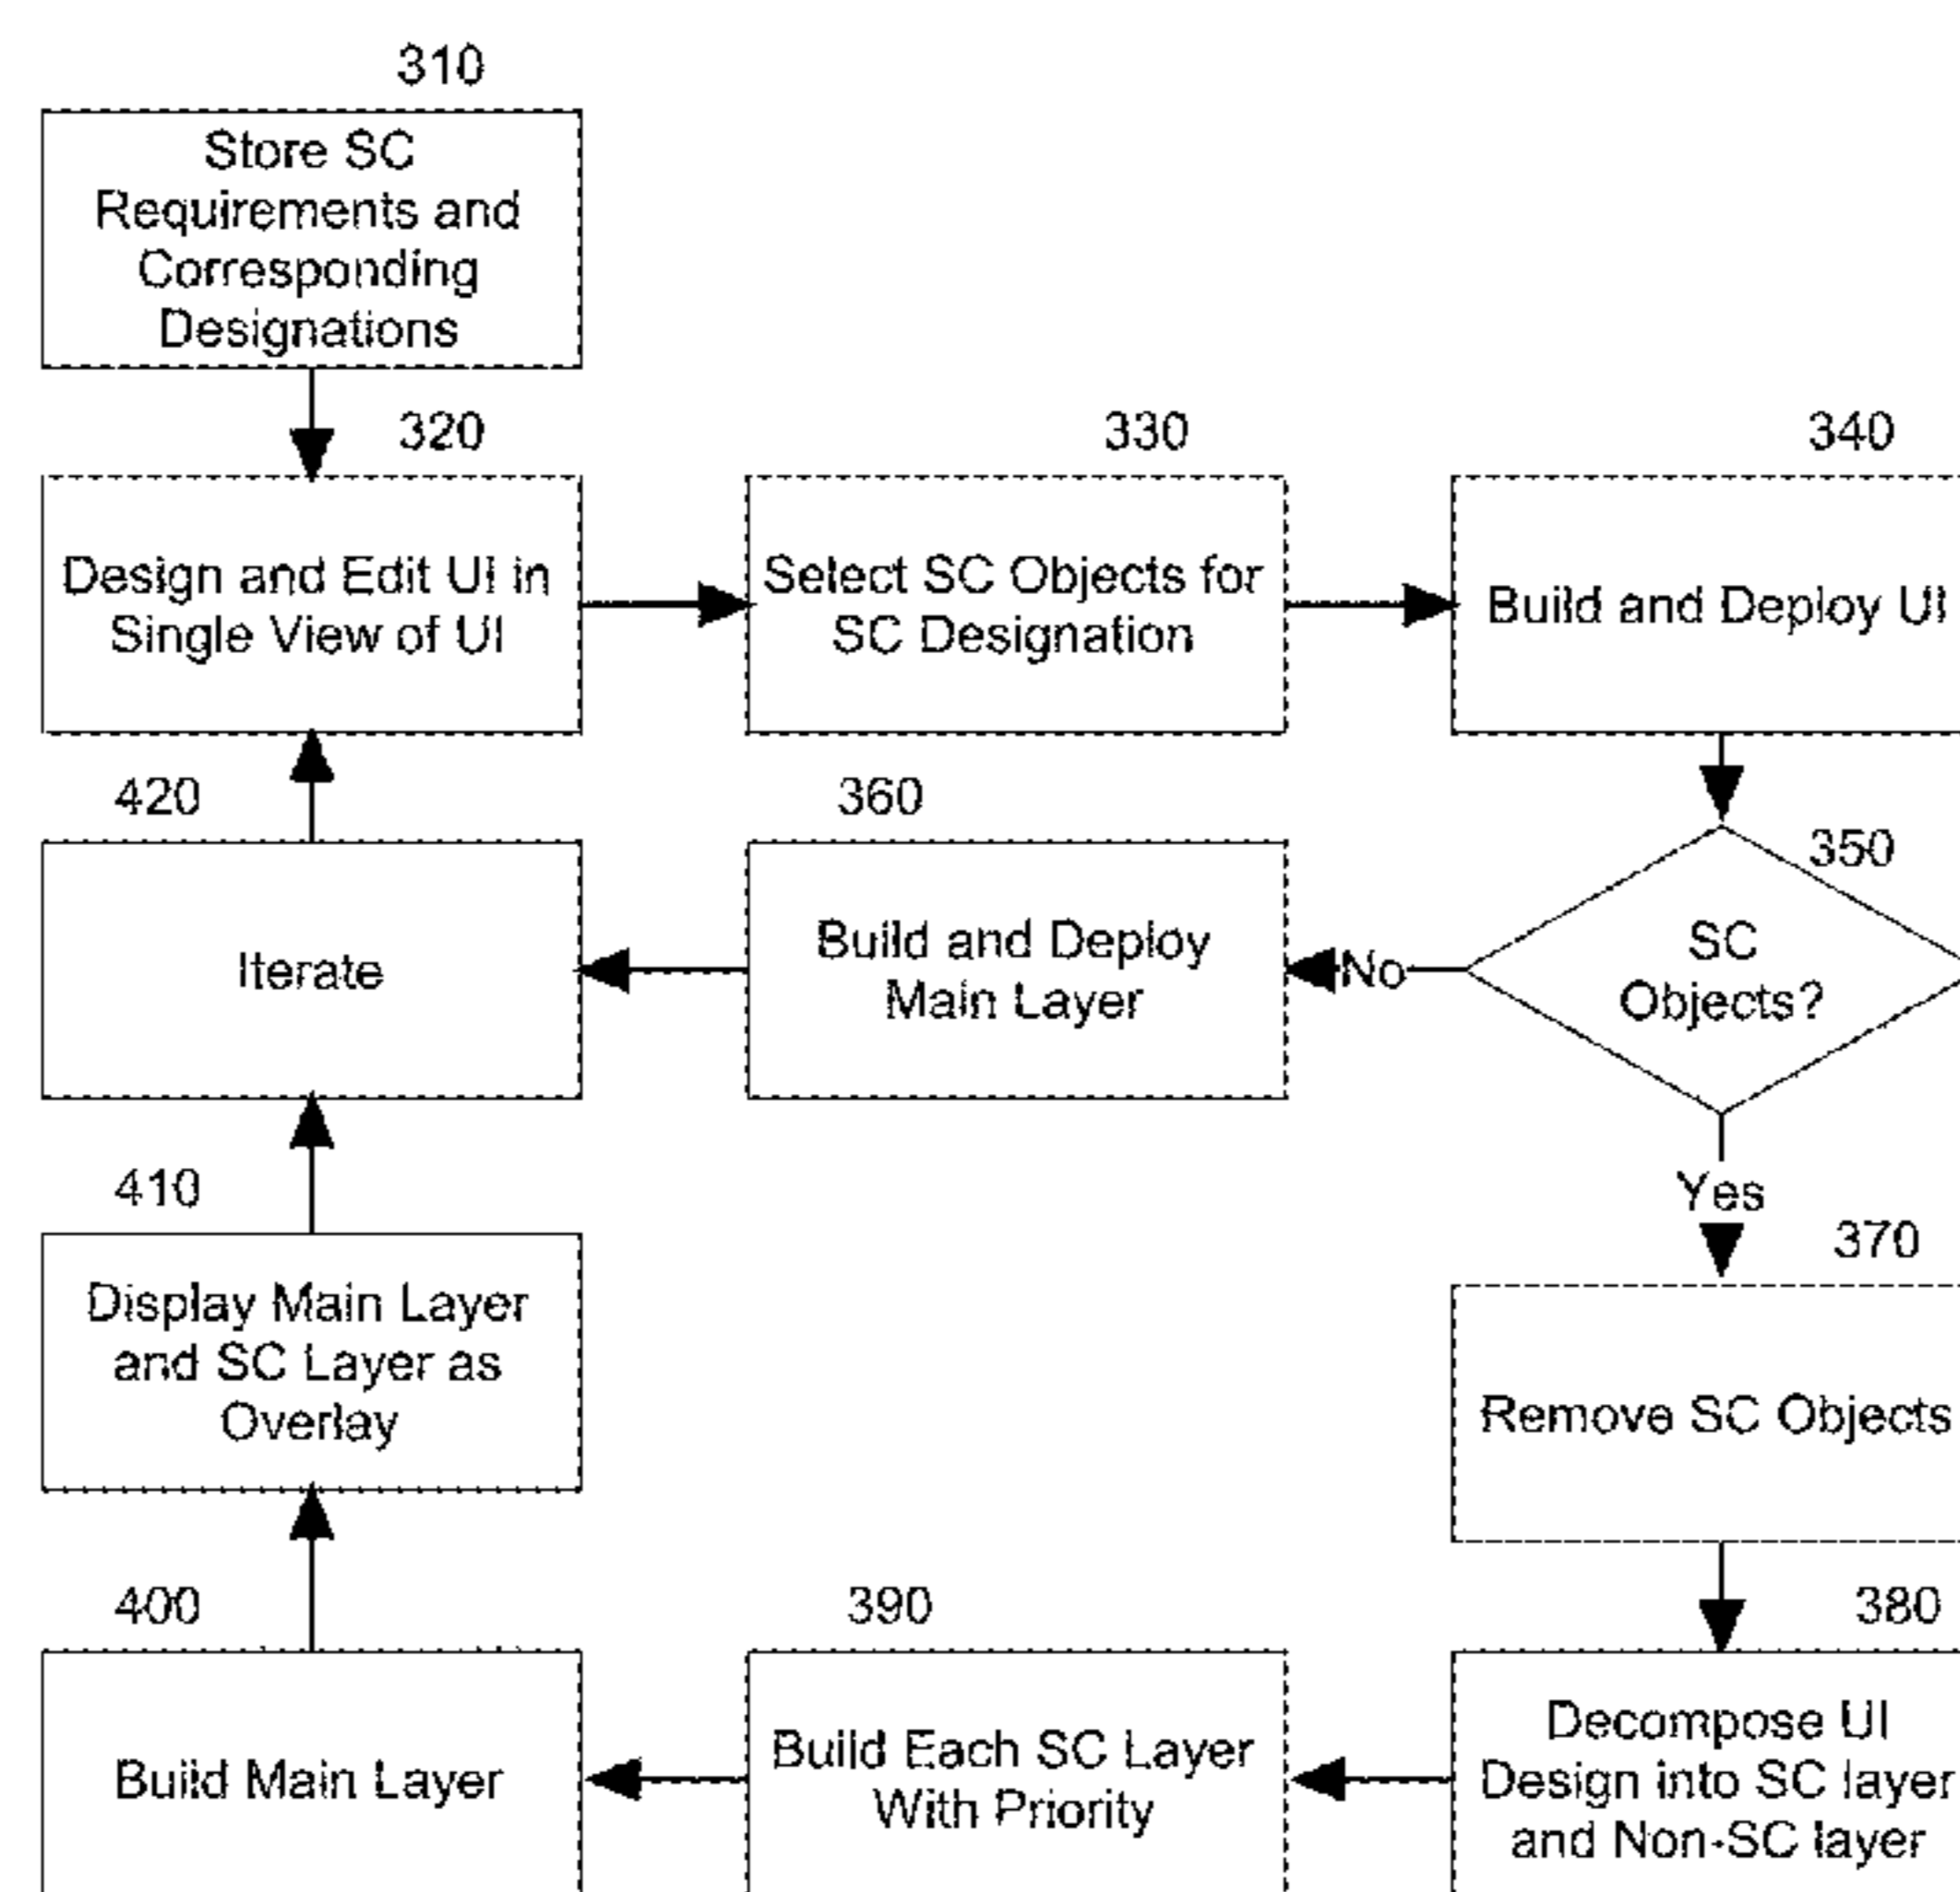 310
Store SC
Requirements and
Corresponding
Designations
320
Design and Edit UI in
Single View of UI
330
Select SC Objects for
SC Designation
340
Build and Deploy UI
350
SC
Objects?
No
360
Build and Deploy
Main Layer
420
Iterate
Yes
370
Remove SC Objects
380
Decompose UI
Design into SC layer
and Non-SC layer
390
Build Each SC Layer
With Priority
400
Build Main Layer
410
Display Main Layer
and SC Layer as
Overlay